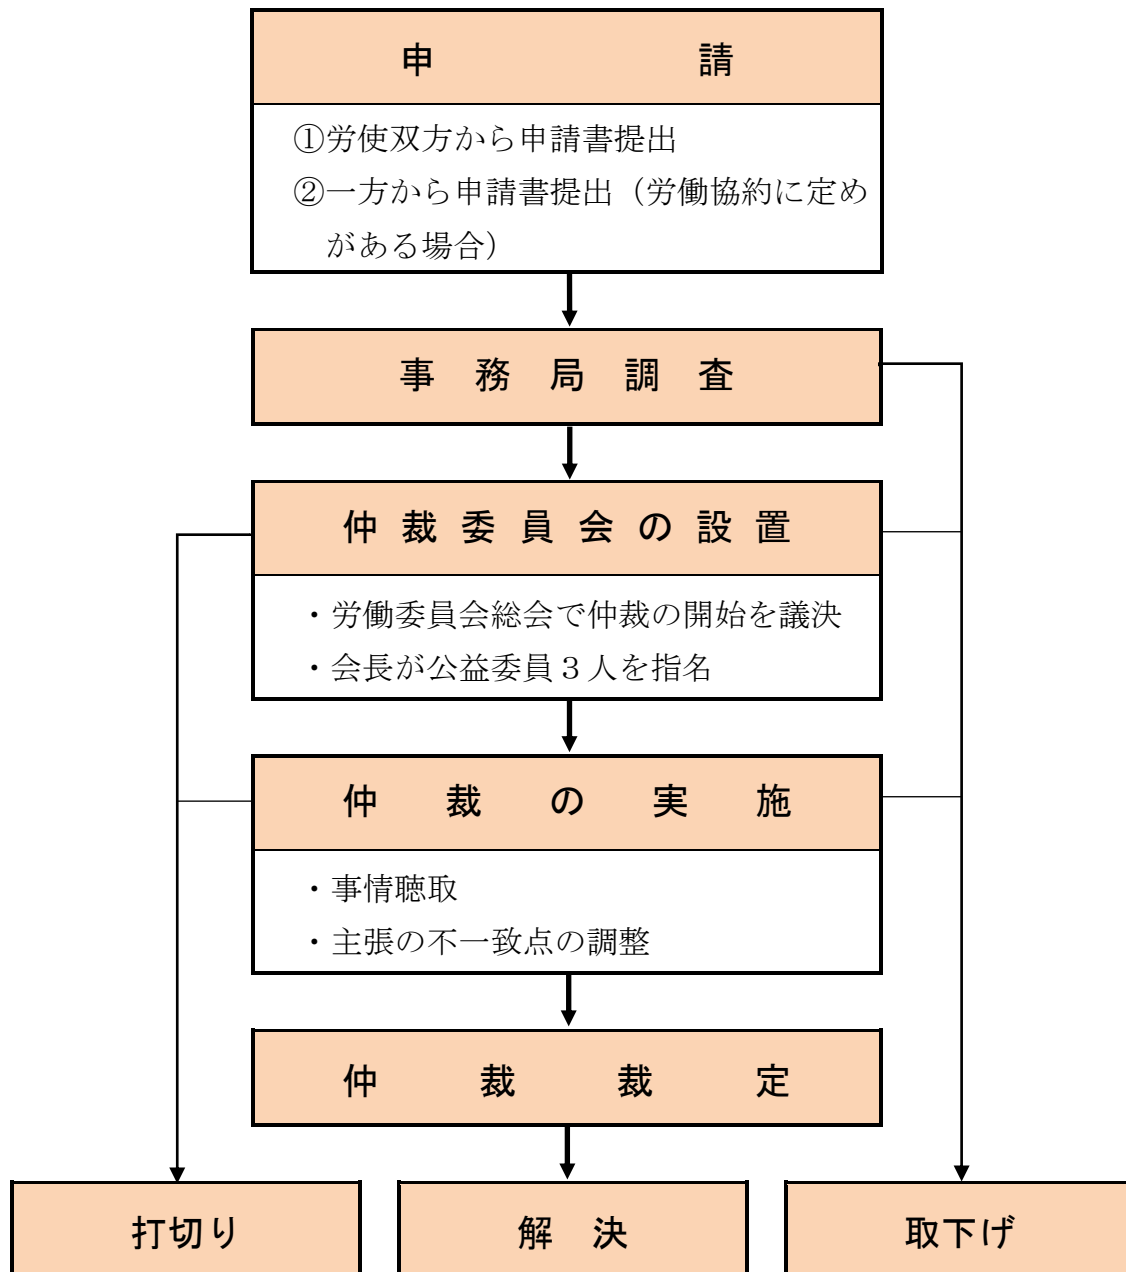 申請
①労使双方から申請書提出
②一方から申請書提出（労働協約に定め
がある場合）
事務局調査
仲裁委員会の設置
・労働委員会総会で仲裁の開始を議決
・会長が公益委員３人を指名
仲裁の実施
・事情聴取
・主張の不一致点の調整
仲裁裁定
打切り
解決
取下げ